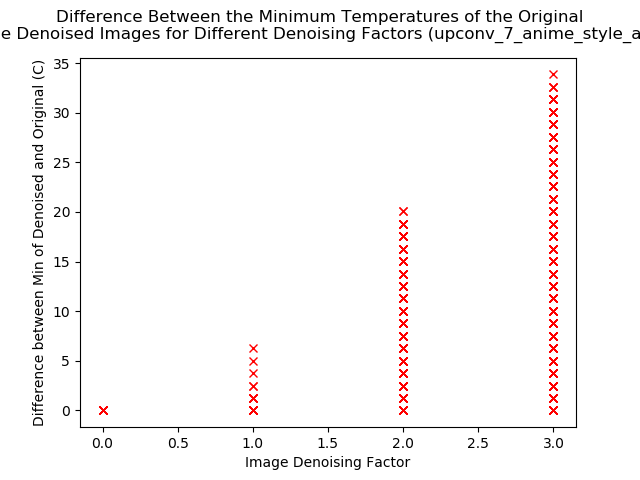 Difference Between the Minimum Temperatures of the Original
e Denoised Images for Different Denoising Factors (upconv_7_anime_style_a
Difference between Min of Denoised and Original (C)
35
30
25
20
15
10
5
0
0.0 0.5 1.0 1.5 2.0 2.5 3.0
Image Denoising Factor